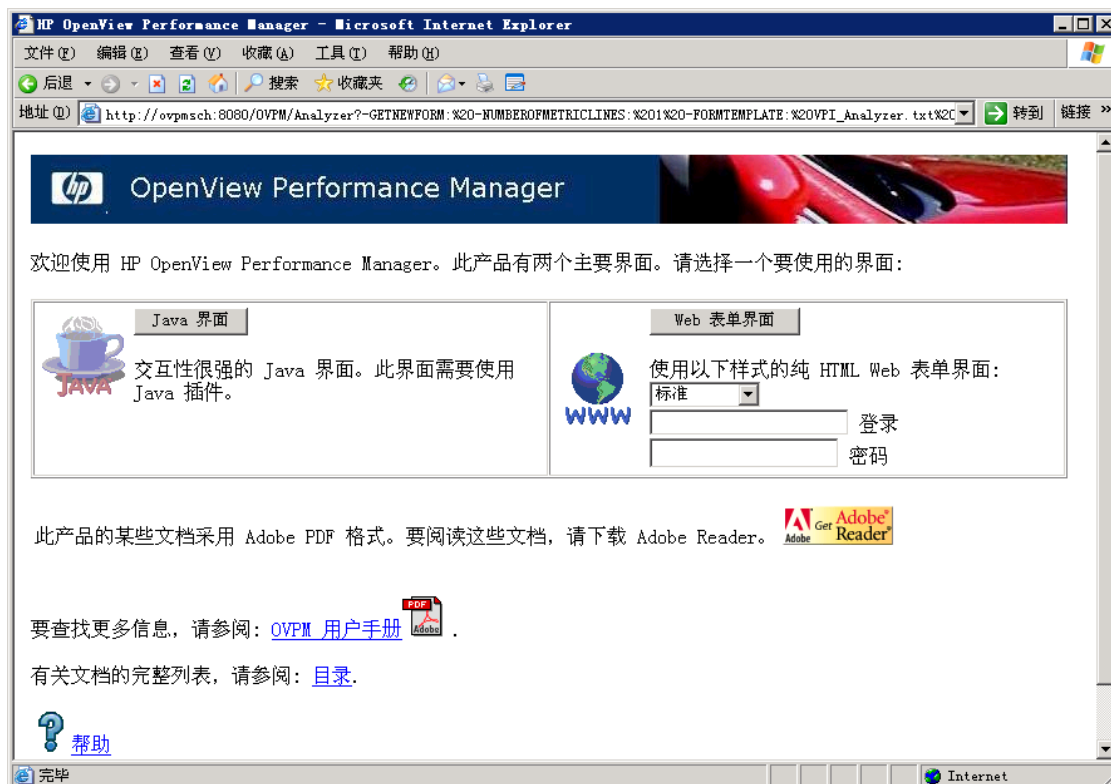 HP OpenView Performance Manager - Microsoft Internet Explorer
文件(F) 编辑(E) 查看(V) 收藏(A) 工具(T) 帮助(H)
后退 搜索 收藏夹
地址(D) http://ovpmsch:8080/OVPM/Analyzer?-GETNEWFORM:%20-NUMBEROFMETRICLINES:%201%20-FORMTEMPLATE:%20VPI_Analyzer.txt%2C 转到 链接 »
hp OpenView Performance Manager
欢迎使用 HP OpenView Performance Manager。此产品有两个主要界面。请选择一个要使用的界面:
Java 界面
交互性很强的 Java 界面。此界面需要使用
Java 插件。
JAVA
Web 表单界面
使用以下样式的纯 HTML Web 表单界面:
标准
登录
密码
WWW
此产品的某些文档采用 Adobe PDF 格式。要阅读这些文档，请下载 Adobe Reader。 Adobe Get Adobe® Reader®
要查找更多信息，请参阅: OVPM 用户手册 PDF Adobe .
有关文档的完整列表，请参阅: 目录.
? 帮助
完毕 Internet